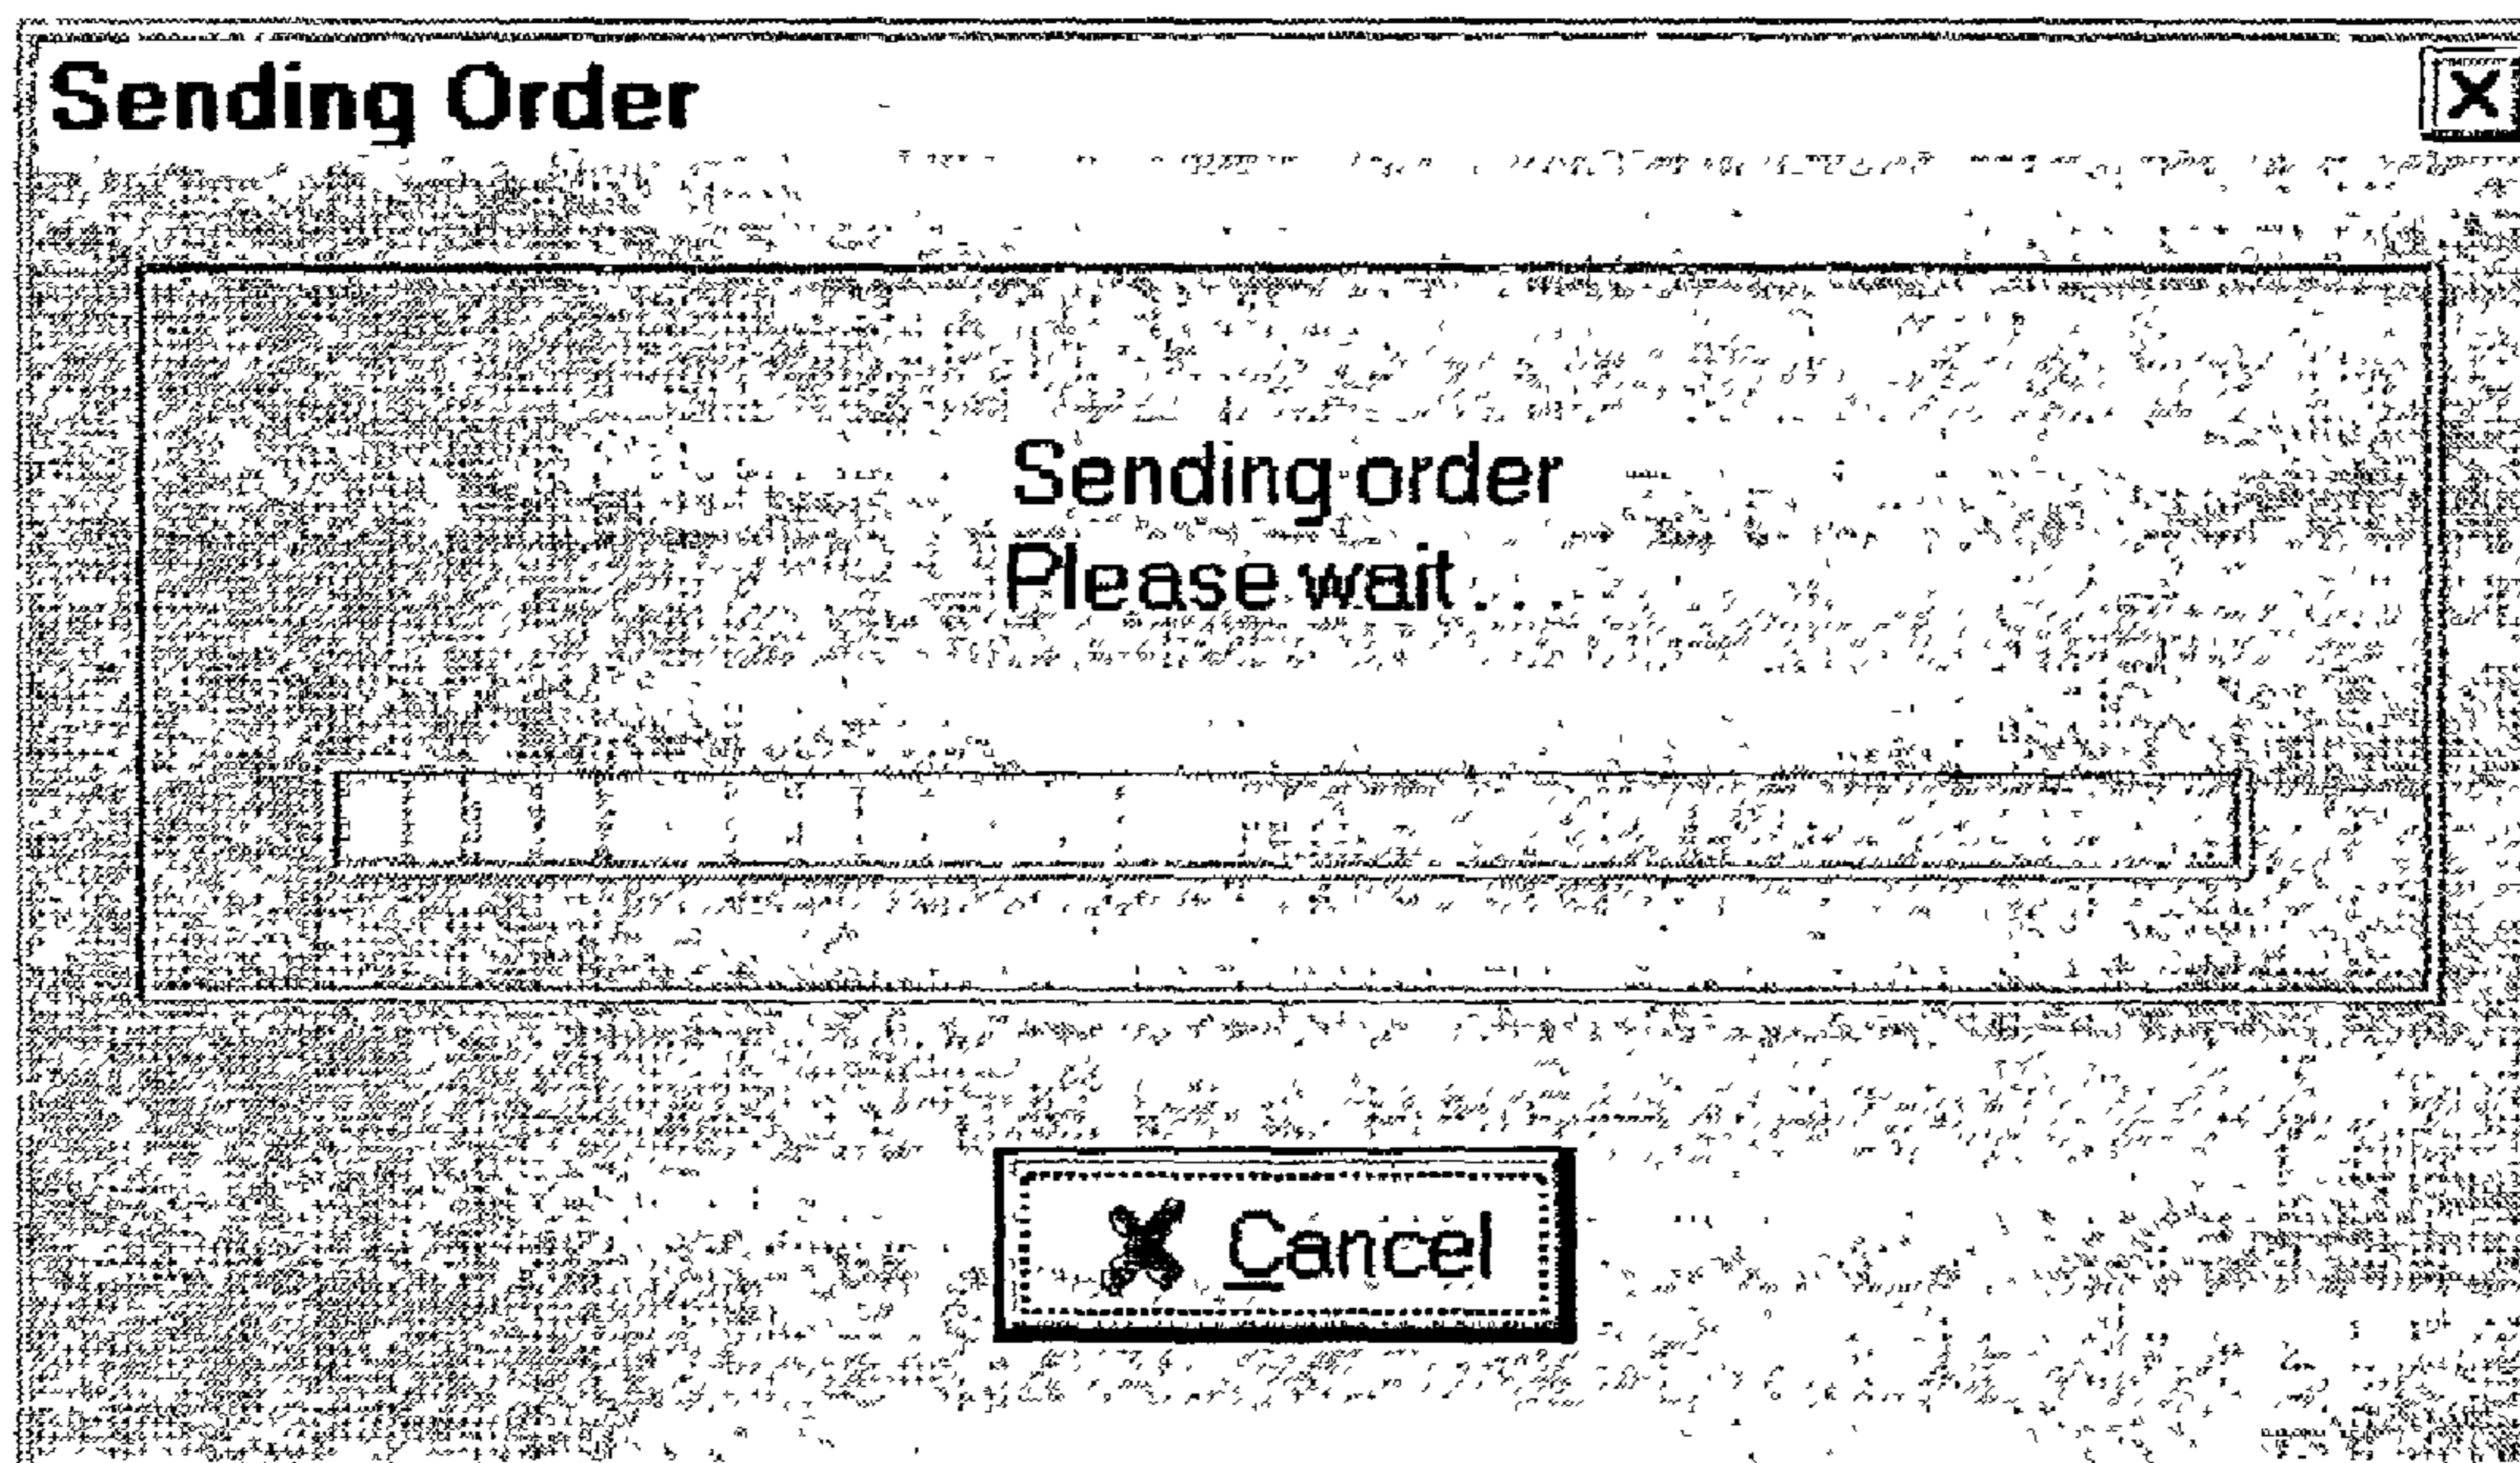 Sending Order
Sending order
Please wait . . .
Cancel